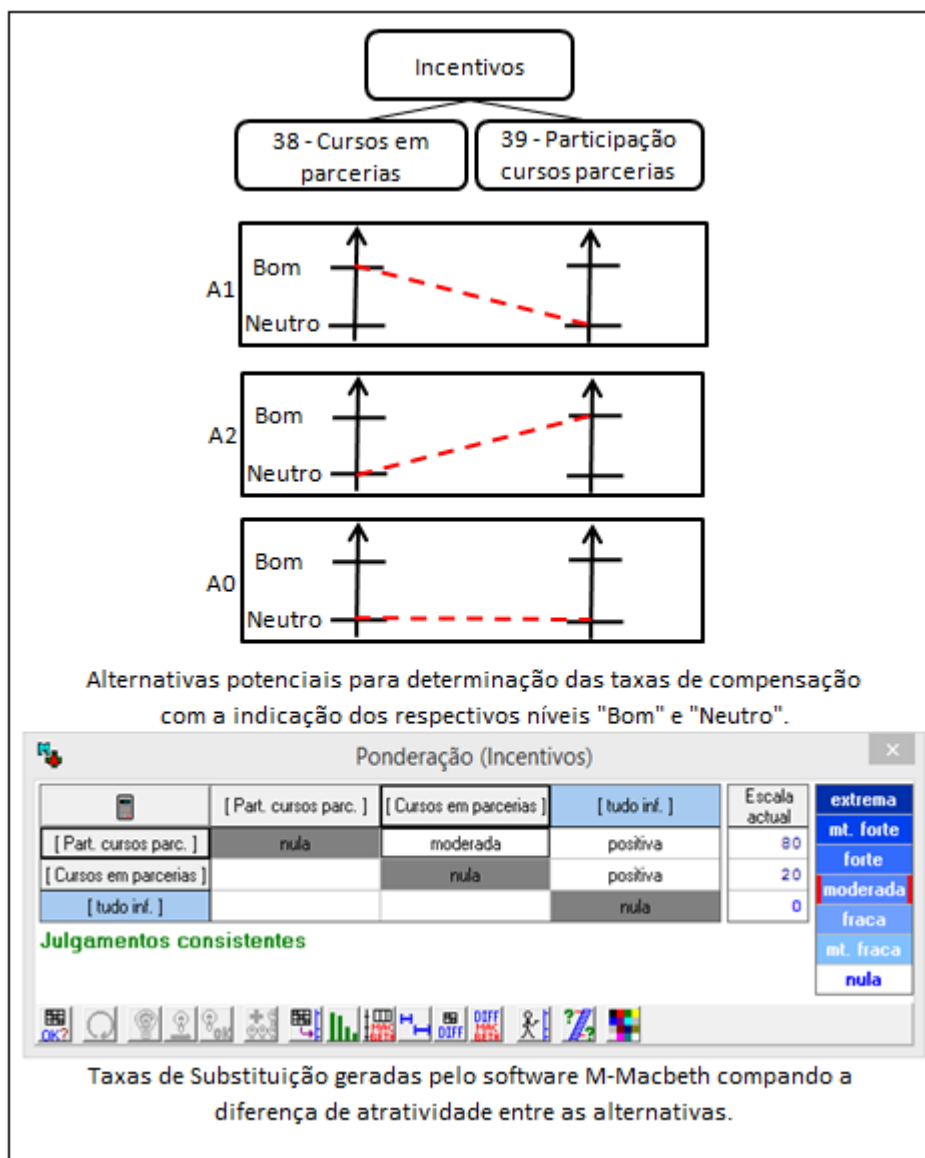 Incentivos
38 - Cursos em
parcerias
39 - Participação
cursos parcerias
A1
Bom
Neutro
A2
Bom
Neutro
A0
Bom
Neutro
Alternativas potenciais para determinação das taxas de compensação
com a indicação dos respectivos níveis "Bom" e "Neutro".
Ponderação (Incentivos)
[ Part. cursos parc. ] [ Cursos em parcerias ] [ tudo inf. ] Escala actual
[ Part. cursos parc. ] nula moderada positiva 80
[ Cursos em parcerias ] nula positiva 20
[ tudo inf. ] nula 0
extrema
mt. forte
forte
moderada
fraca
mt. fraca
nula
Julgamentos consistentes
OK?
DIFF
DIFF
Taxas de Substituição geradas pelo software M-Macbeth compando a
diferença de atratividade entre as alternativas.